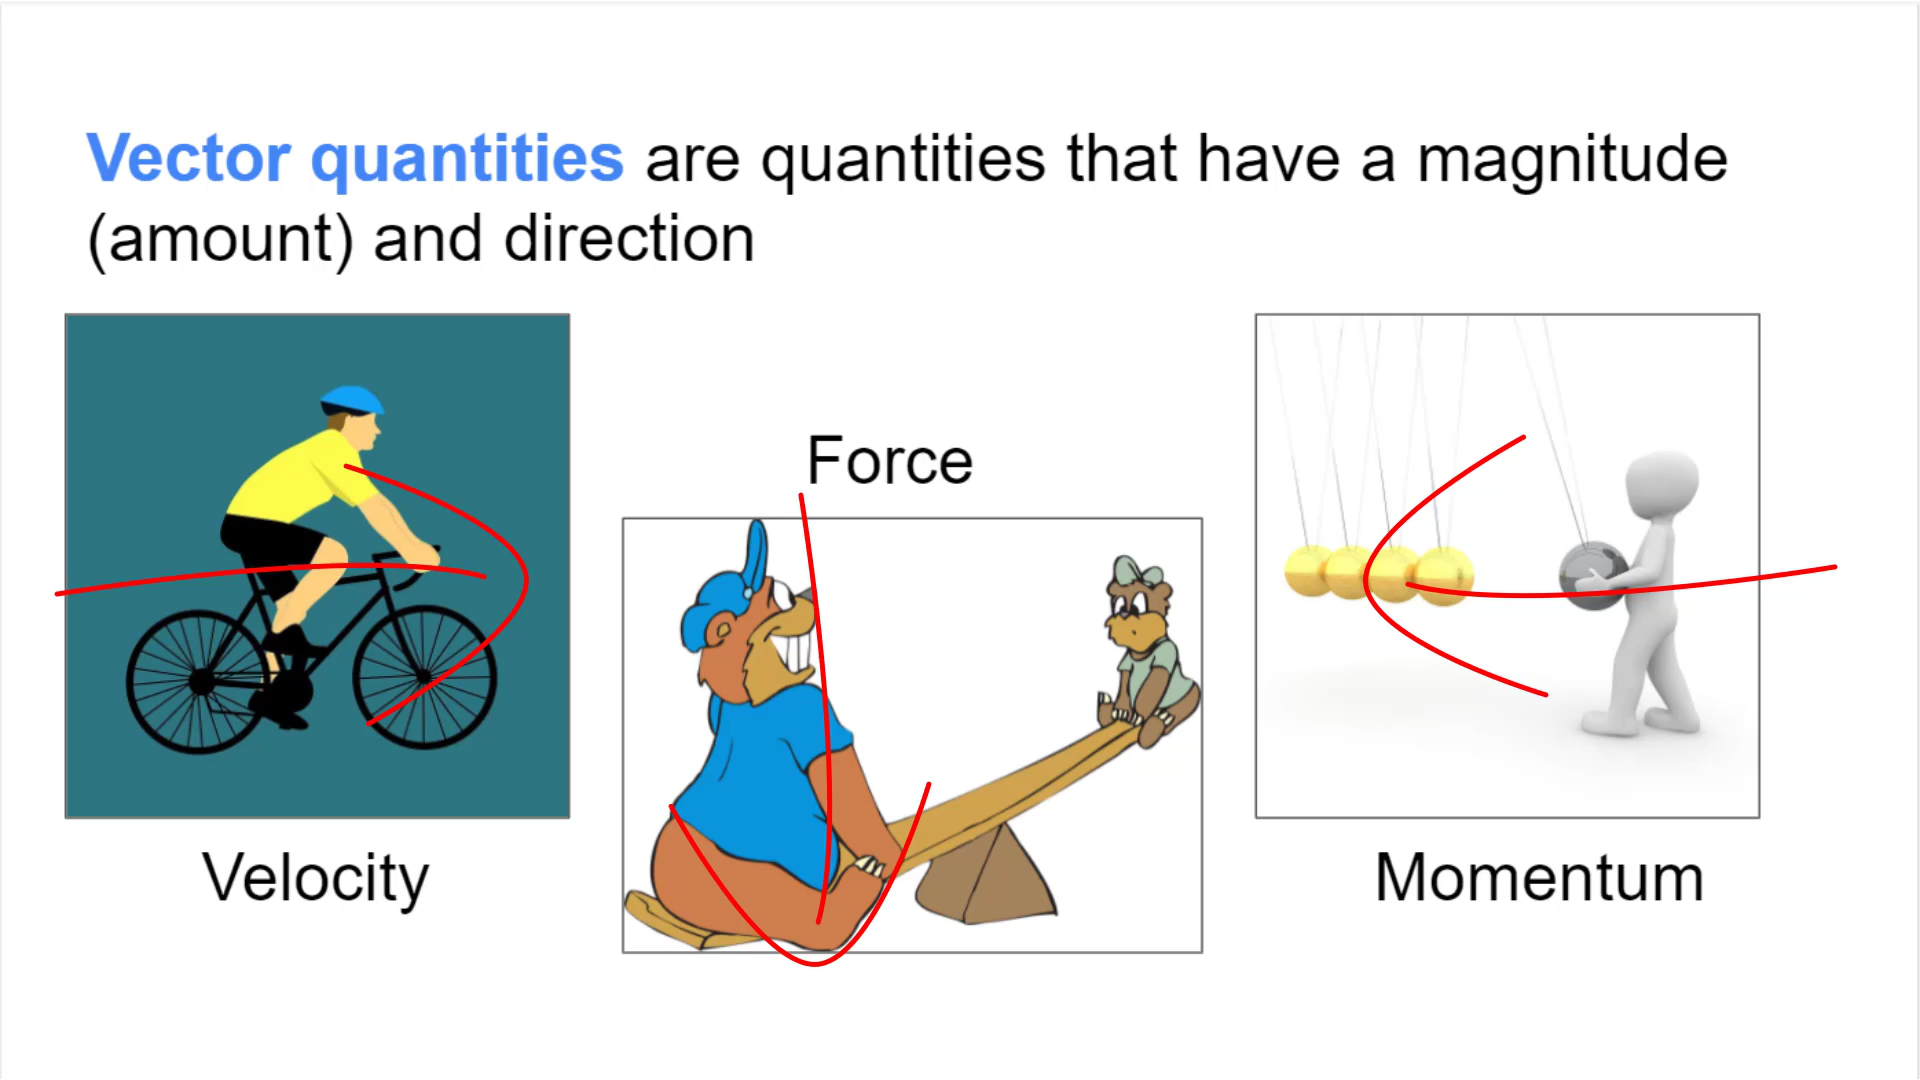 Vector quantities are quantities that have a magnitude
(amount) and direction
Force
Velocity
Momentum